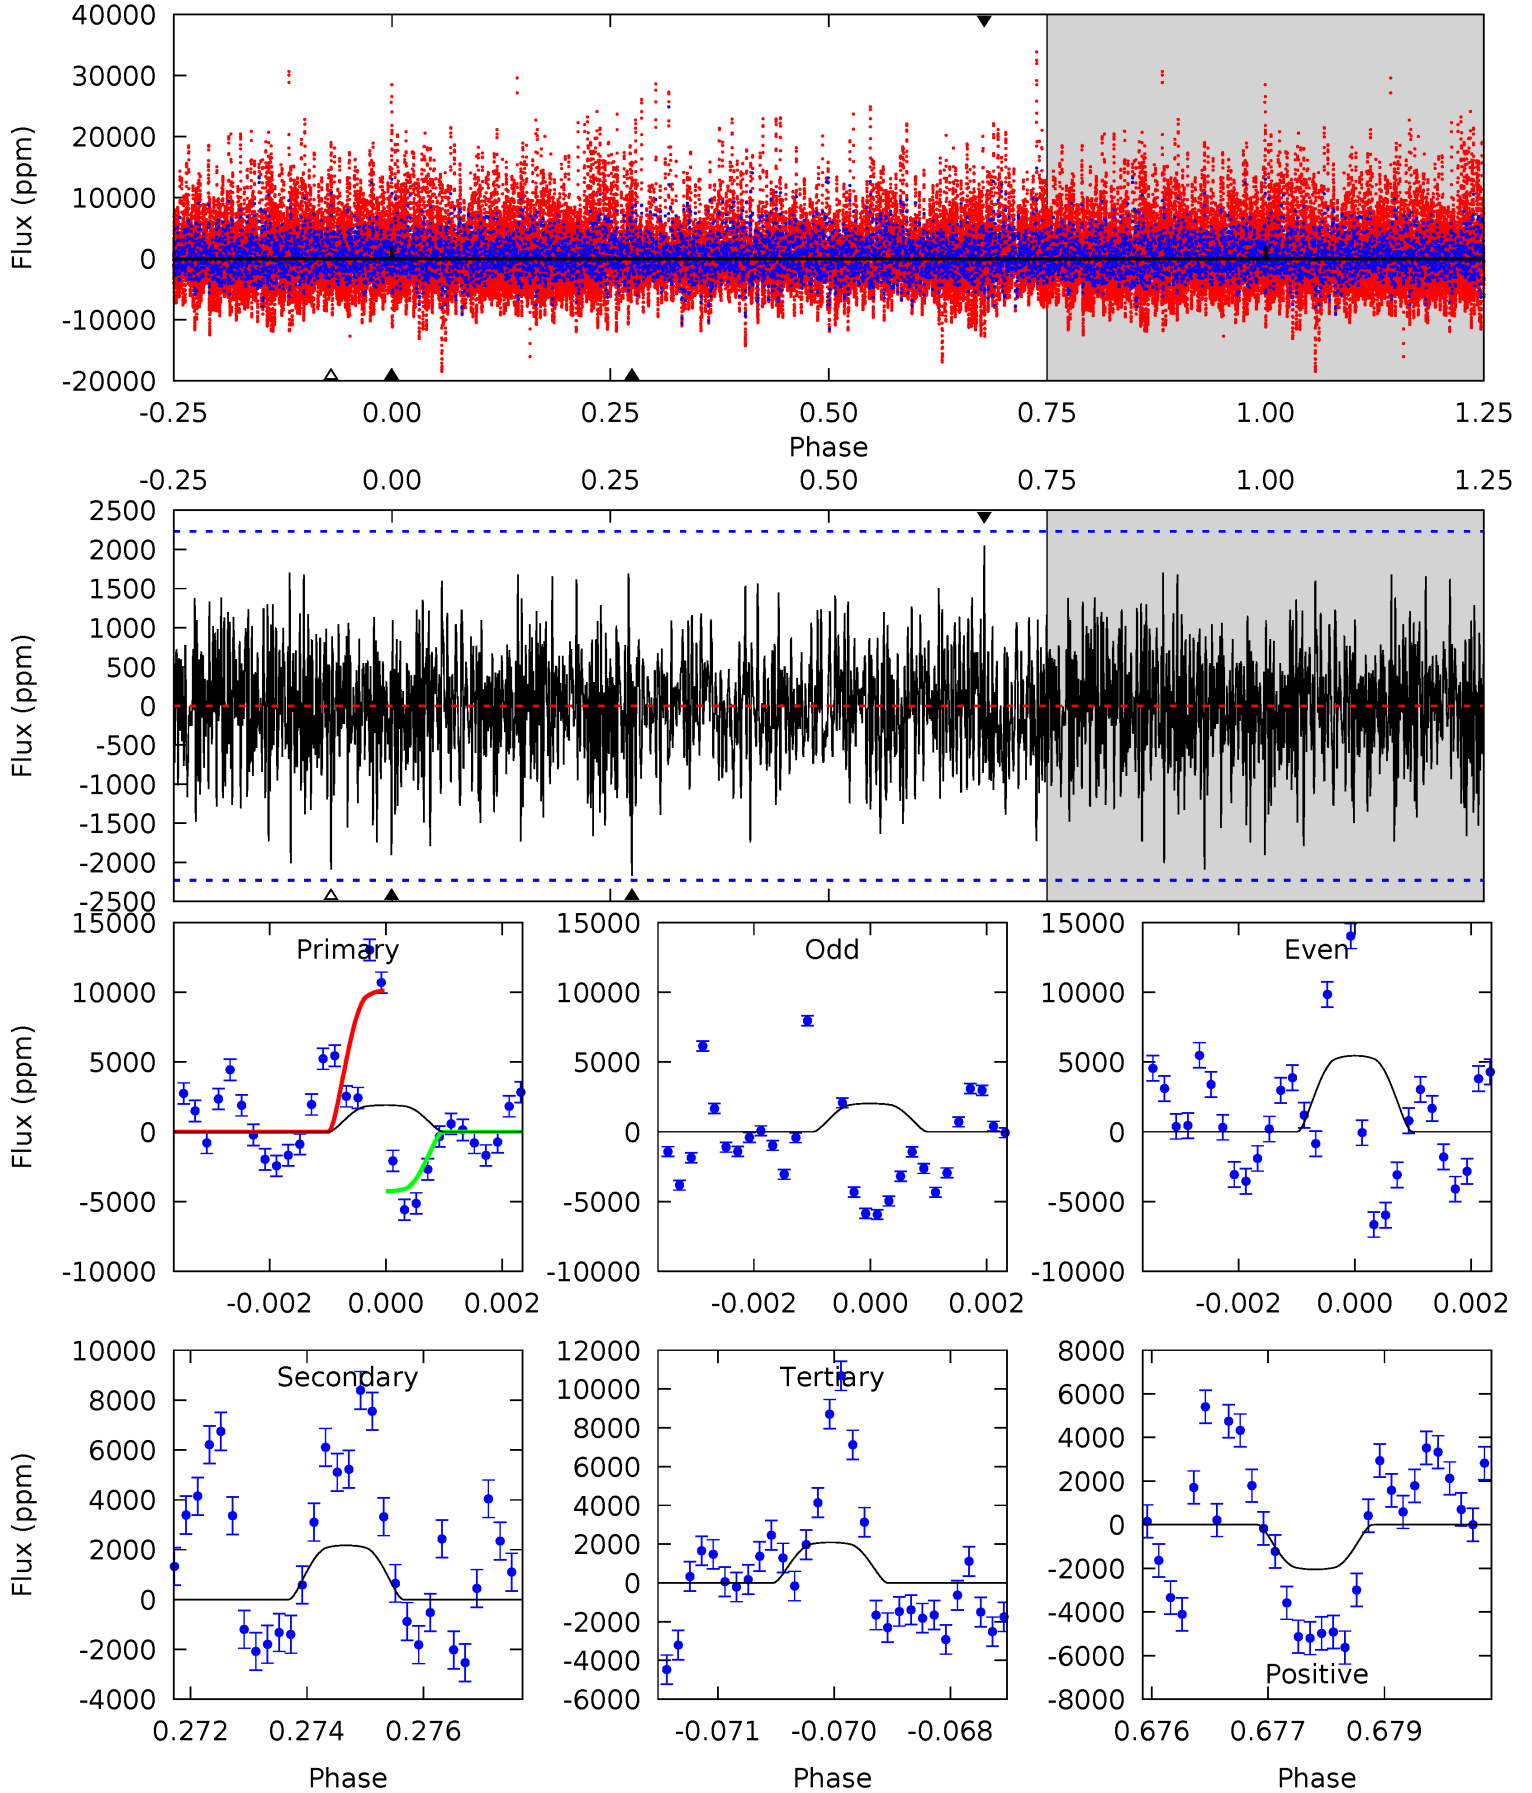 40000
30000
20000
10000
0
-10000
-20000
Flux (ppm)
-0.25 0.00 0.25 0.50 0.75 1.00 1.25
Phase
-0.25 0.00 0.25 0.50 0.75 1.00 1.25
2500
2000
1500
1000
500
0
-500
-1000
-1500
-2000
-2500
Flux (ppm)
Primary
15000
10000
5000
0
-5000
-10000
Flux (ppm)
-0.002 0.000 0.002
Odd
15000
10000
5000
0
-5000
-10000
-0.002 0.000 0.002
Even
15000
10000
5000
0
-5000
-10000
-0.002 0.000 0.002
Secondary
10000
8000
6000
4000
2000
0
-2000
-4000
Flux (ppm)
0.272 0.274 0.276
Phase
Tertiary
12000
10000
8000
6000
4000
2000
0
-2000
-4000
-6000
-0.071 -0.070 -0.068
Phase
8000
6000
4000
2000
0
-2000
-4000
-6000
-8000
Positive
0.676 0.677 0.679
Phase